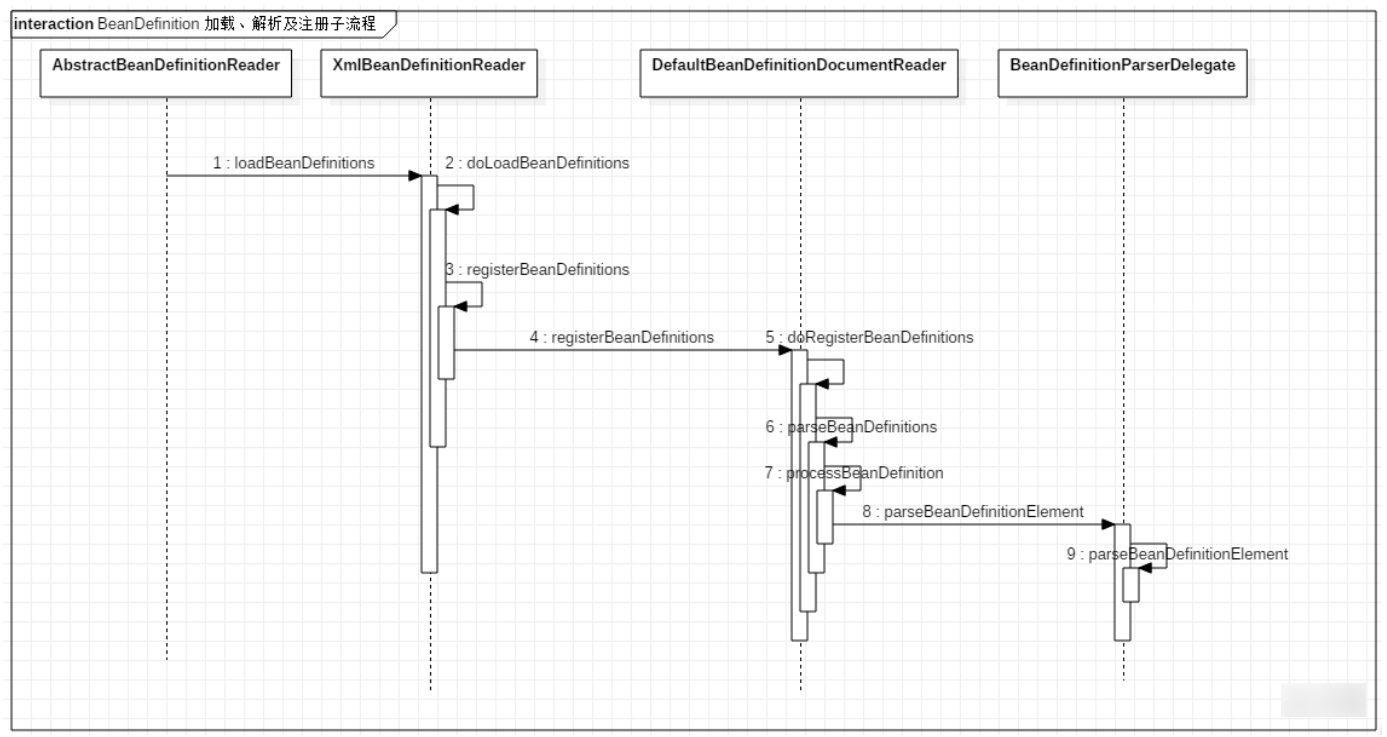 interaction BeanDefinition 加载、解析及注册子流程
AbstractBeanDefinitionReader
XmlBeanDefinitionReader
DefaultBeanDefinitionDocumentReader
BeanDefinitionParserDelegate
1 : loadBeanDefinitions
2 : doLoadBeanDefinitions
3 : registerBeanDefinitions
4 : registerBeanDefinitions
5 : doRegisterBeanDefinitions
6 : parseBeanDefinitions
7 : processBeanDefinition
8 : parseBeanDefinitionElement
9 : parseBeanDefinitionElement